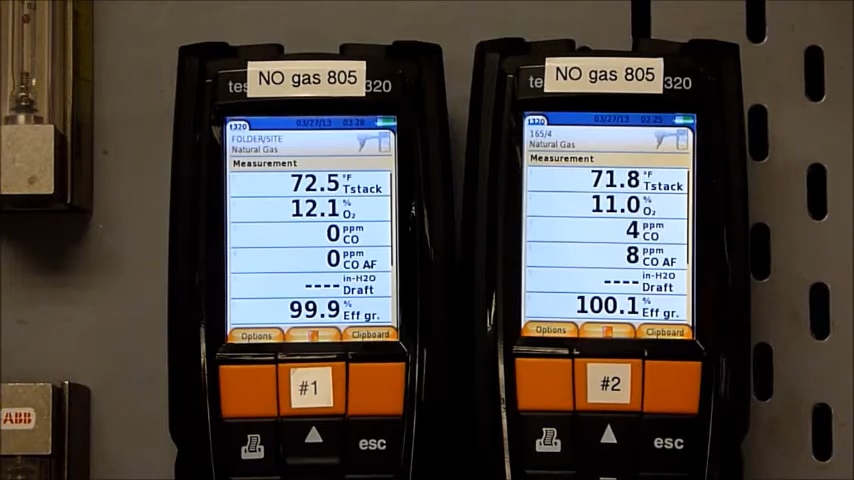 NO gas 805
tes 320
t320
03/27/13 03:28
FOLDER/SITE
Natural Gas
Measurement
72.5 °F Tstack
12.1 % O₂
0 ppm CO
0 ppm CO AF
---- in-H2O Draft
99.9 % Eff gr.
Options Clipboard
#1
esc
NO gas 805
te 320
t320
03/27/13 02:25
165/4
Natural Gas
Measurement
71.8 °F Tstack
11.0 % O₂
4 ppm CO
8 ppm CO AF
---- in-H2O Draft
100.1 % Eff gr.
Options Clipboard
#2
esc
ABB